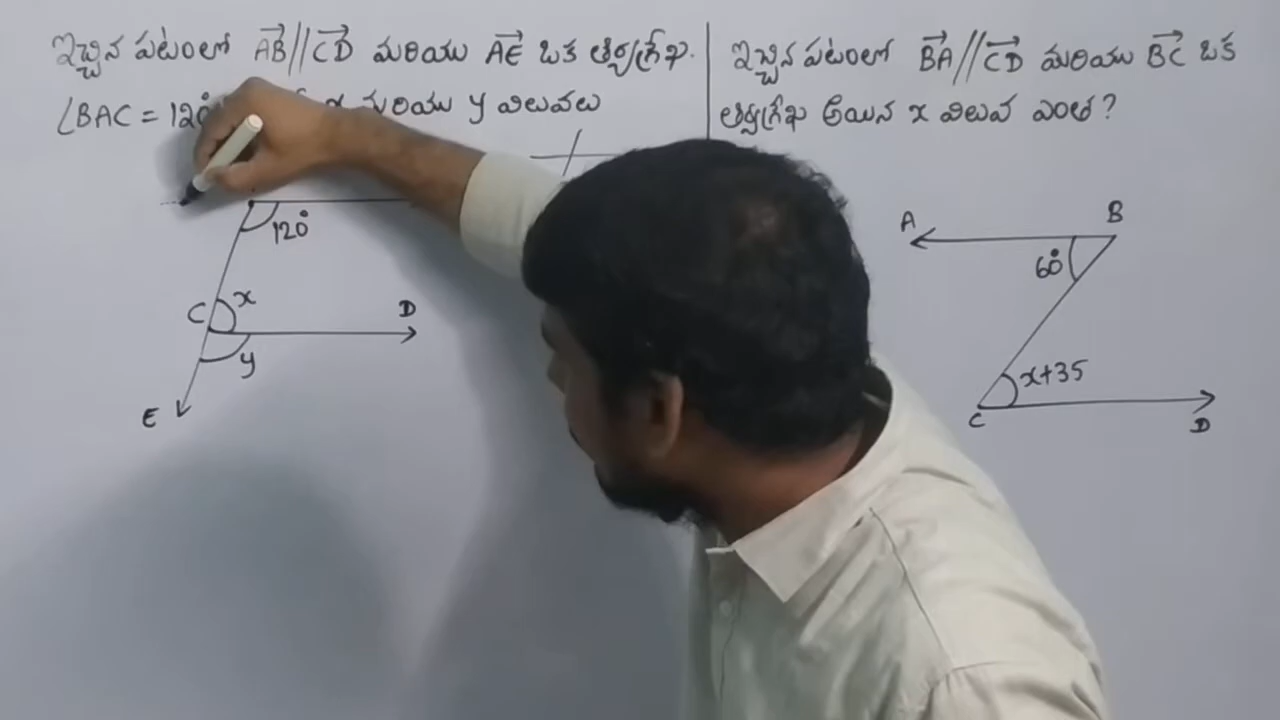 ఇచ్చిన పటంలో AB//CD మరియు AE ఒక తిర్యగ్రేఖ.
∠BAC = 120° x మరియు y విలువలు
120°
C
x
D
y
E
ఇచ్చిన పటంలో BA//CD మరియు BC ఒక
తిర్యగ్రేఖ అయిన x విలువ ఎంత?
A
B
60°
x+35
C
D